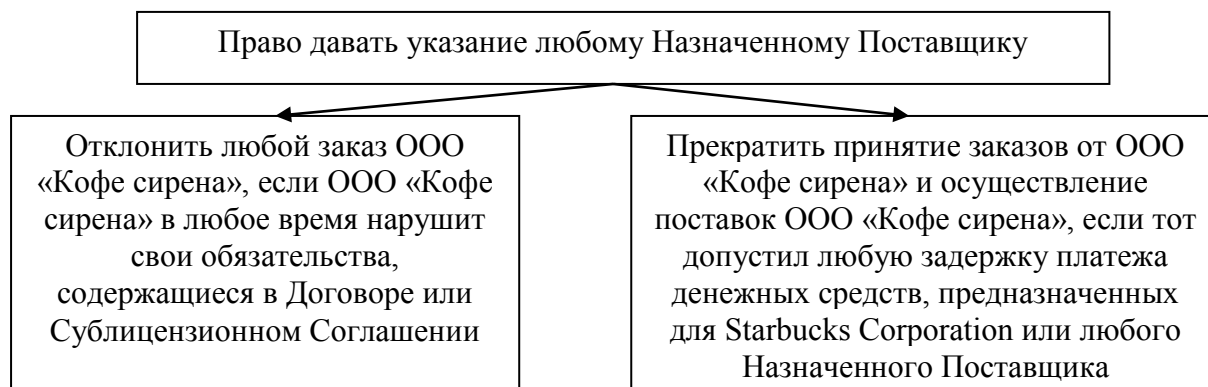 Право давать указание любому Назначенному Поставщику
Отклонить любой заказ ООО
«Кофе сирена», если ООО «Кофе
сирена» в любое время нарушит
свои обязательства,
содержащиеся в Договоре или
Сублицензионном Соглашении
Прекратить принятие заказов от ООО
«Кофе сирена» и осуществление
поставок ООО «Кофе сирена», если тот
допустил любую задержку платежа
денежных средств, предназначенных
для Starbucks Corporation или любого
Назначенного Поставщика